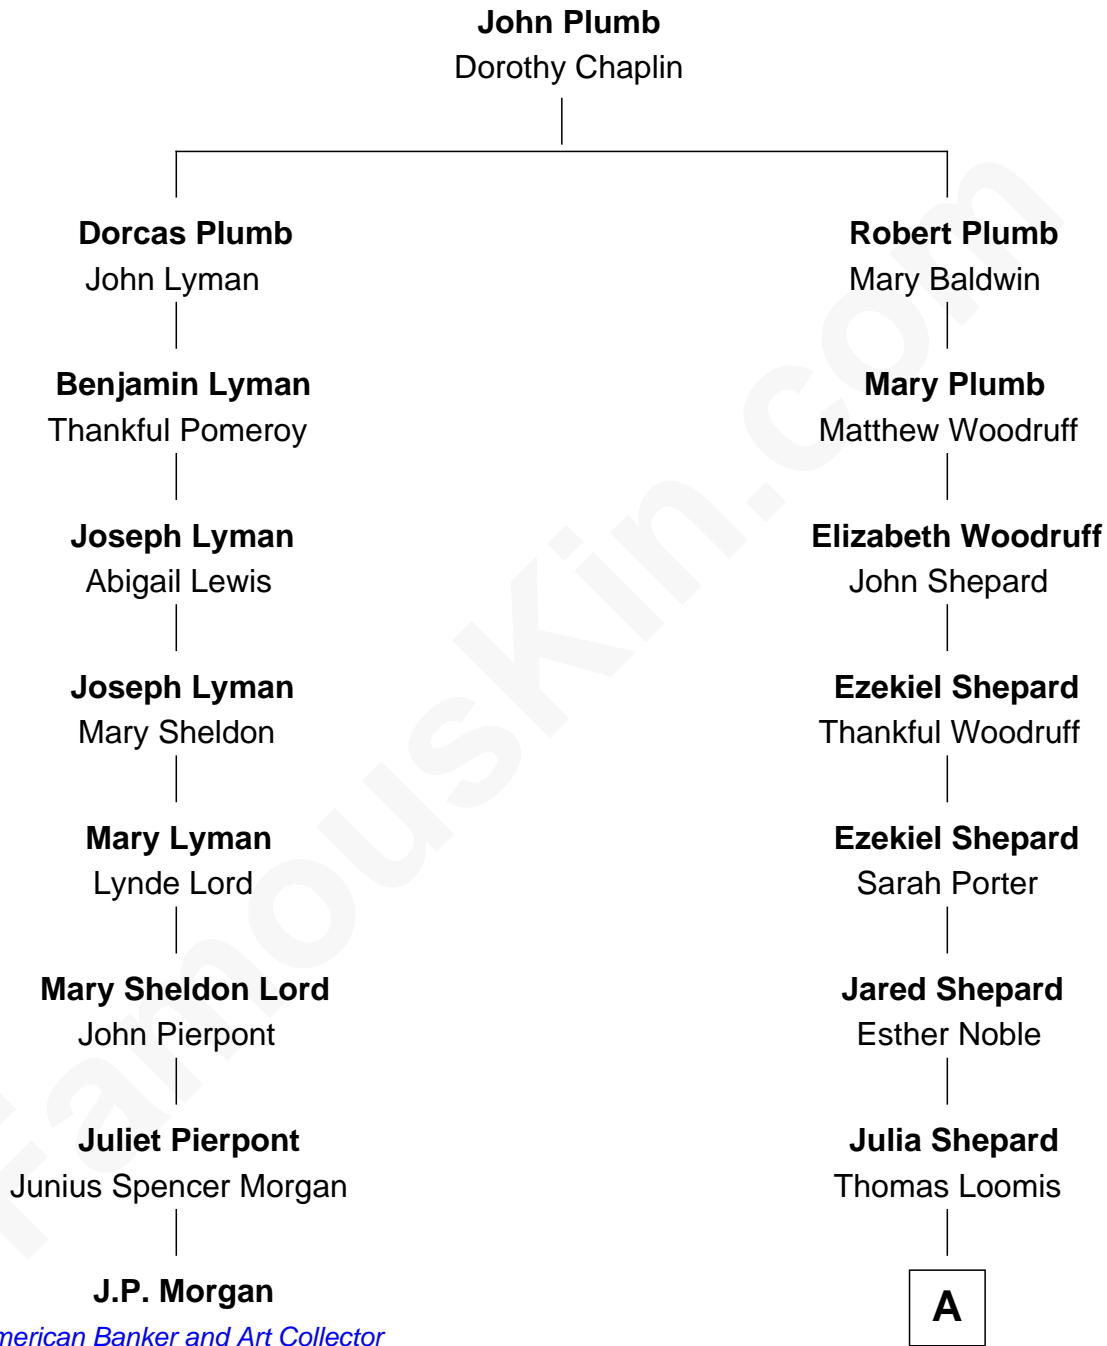 John Plumb
Dorothy Chaplin
Dorcas Plumb
John Lyman
Robert Plumb
Mary Baldwin
Benjamin Lyman
Thankful Pomeroy
Mary Plumb
Matthew Woodruff
Joseph Lyman
Abigail Lewis
Elizabeth Woodruff
John Shepard
Joseph Lyman
Mary Sheldon
Ezekiel Shepard
Thankful Woodruff
Mary Lyman
Lynde Lord
Ezekiel Shepard
Sarah Porter
Mary Sheldon Lord
John Pierpont
Jared Shepard
Esther Noble
Juliet Pierpont
Junius Spencer Morgan
Julia Shepard
Thomas Loomis
J.P. Morgan
merican Banker and Art Collector
A
FamousKin.com